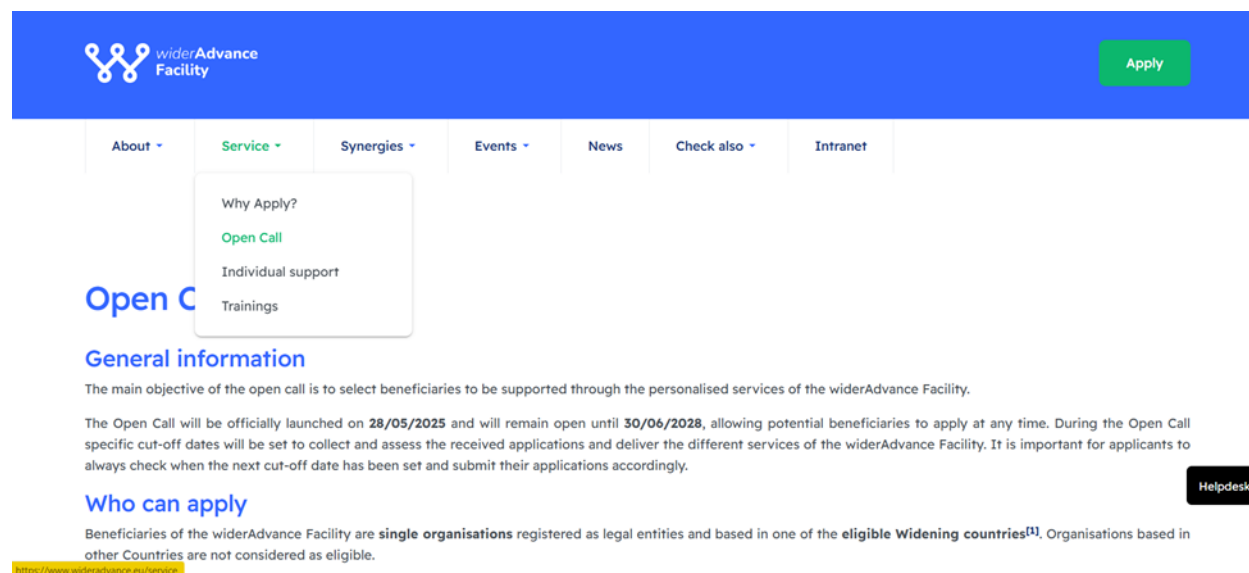 widerAdvance
Facility
Apply
About
Service
Synergies
Events
News
Check also
Intranet
Why Apply?
Open Call
Individual support
Trainings
Open C
General information
The main objective of the open call is to select beneficiaries to be supported through the personalised services of the widerAdvance Facility.
The Open Call will be officially launched on 28/05/2025 and will remain open until 30/06/2028, allowing potential beneficiaries to apply at any time. During the Open Call
specific cut-off dates will be set to collect and assess the received applications and deliver the different services of the widerAdvance Facility. It is important for applicants to
always check when the next cut-off date has been set and submit their applications accordingly.
Helpdesk
Who can apply
Beneficiaries of the widerAdvance Facility are single organisations registered as legal entities and based in one of the eligible Widening countries[1]. Organisations based in
other Countries are not considered as eligible.
https://www.wideradvance.eu/service